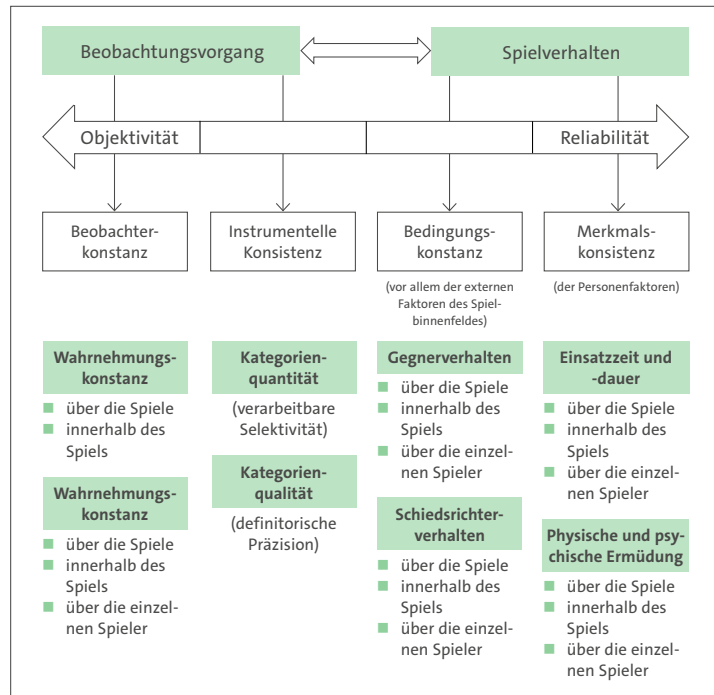 Beobachtungsvorgang
Spielverhalten
Objektivität
Reliabilität
Beobachter-
konstanz
Instrumentelle
Konsistenz
Bedingungs-
konstanz
Merkmals-
konsistenz
(vor allem der externen
Faktoren des Spiel-
binnenfeldes)
(der Personenfaktoren)
Wahrnehmungs-
konstanz
über die Spiele
innerhalb des
Spiels
Wahrnehmungs-
konstanz
über die Spiele
innerhalb des
Spiels
über die einzel-
nen Spieler
Kategorien-
quantität
(verarbeitbare
Selektivität)
Kategorien-
qualität
(definitorische
Präzision)
Gegnerverhalten
über die Spiele
innerhalb des
Spiels
über die einzel-
nen Spieler
Schiedsrichter-
verhalten
über die Spiele
innerhalb des
Spiels
über die einzel-
nen Spieler
Einsatzzeit und
-dauer
über die Spiele
innerhalb des
Spiels
über die einzel-
nen Spieler
Physische und psy-
chische Ermüdung
über die Spiele
innerhalb des
Spiels
über die einzel-
nen Spieler